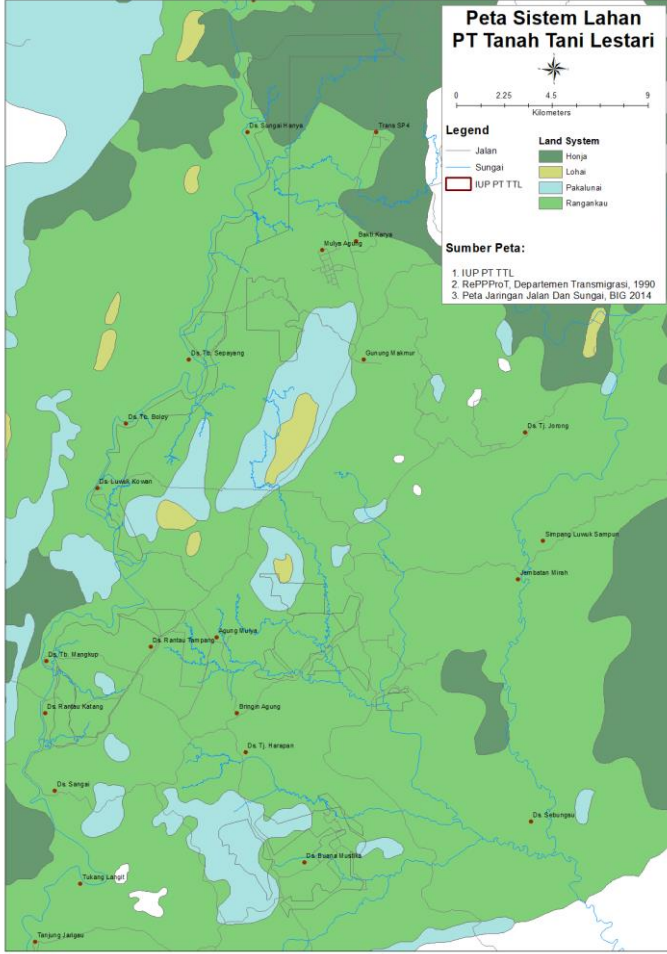 Peta Sistem Lahan
PT Tanah Tani Lestari
0 2.25 4.5 9
Kilometers
Legend
Jalan
Sungai
IUP PT TTL
Land System
Honja
Lohai
Pakalunai
Rangankau
Sumber Peta:
1. IUP PT TTL
2. RePPProT, Departemen Transmigrasi, 1990
3. Peta Jaringan Jalan Dan Sungai, BIG 2014
Ds. Sungai Hanya
Trans SP4
Bakti Karya
Mulya Agung
Ds. Tb. Sepayang
Gunung Makmur
Ds. Tb. Boloy
Ds. Tj. Jorong
Ds. Luwuk Kowan
Simpang Luwuk Sampun
Jembatan Mirah
Agung Mulya
Ds. Rantau Tampang
Ds. Tb. Mangkup
Ds. Rantau Katang
Bringin Agung
Ds. Tj. Harapan
Ds. Sangai
Ds. Sebungsu
Ds. Buana Mustika
Tukang Langit
Tanjung Jariangau